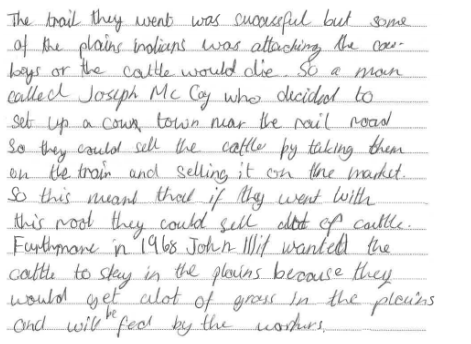 The trail they went was successful but some
of the plains indians was attacking the cow-
boys or the cattle would die. So a man
called Joseph Mc Coy who decided to
set up a cow town near the rail road
So they could sell the cattle by taking them
on the train and selling it on the market.
So this meant that if they went with
this root they could sell alot of cattle.
Furthmore in 1968 John Ilif wanted the
cattle to stay in the plains because they
would get alot of grass in the plains
and will be feed by the workers.